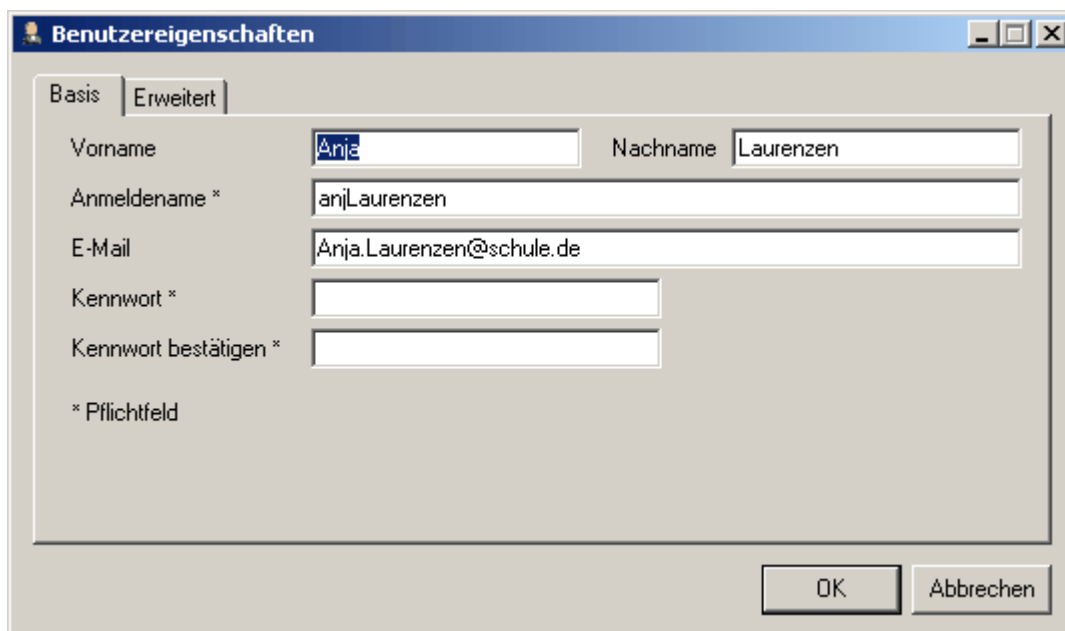 Benutzereigenschaften
Basis Erweitert
Vorname Anja Nachname Laurenzen
Anmeldename * anjLaurenzen
E-Mail Anja.Laurenzen@schule.de
Kennwort *
Kennwort bestätigen *
* Pflichtfeld
OK Abbrechen